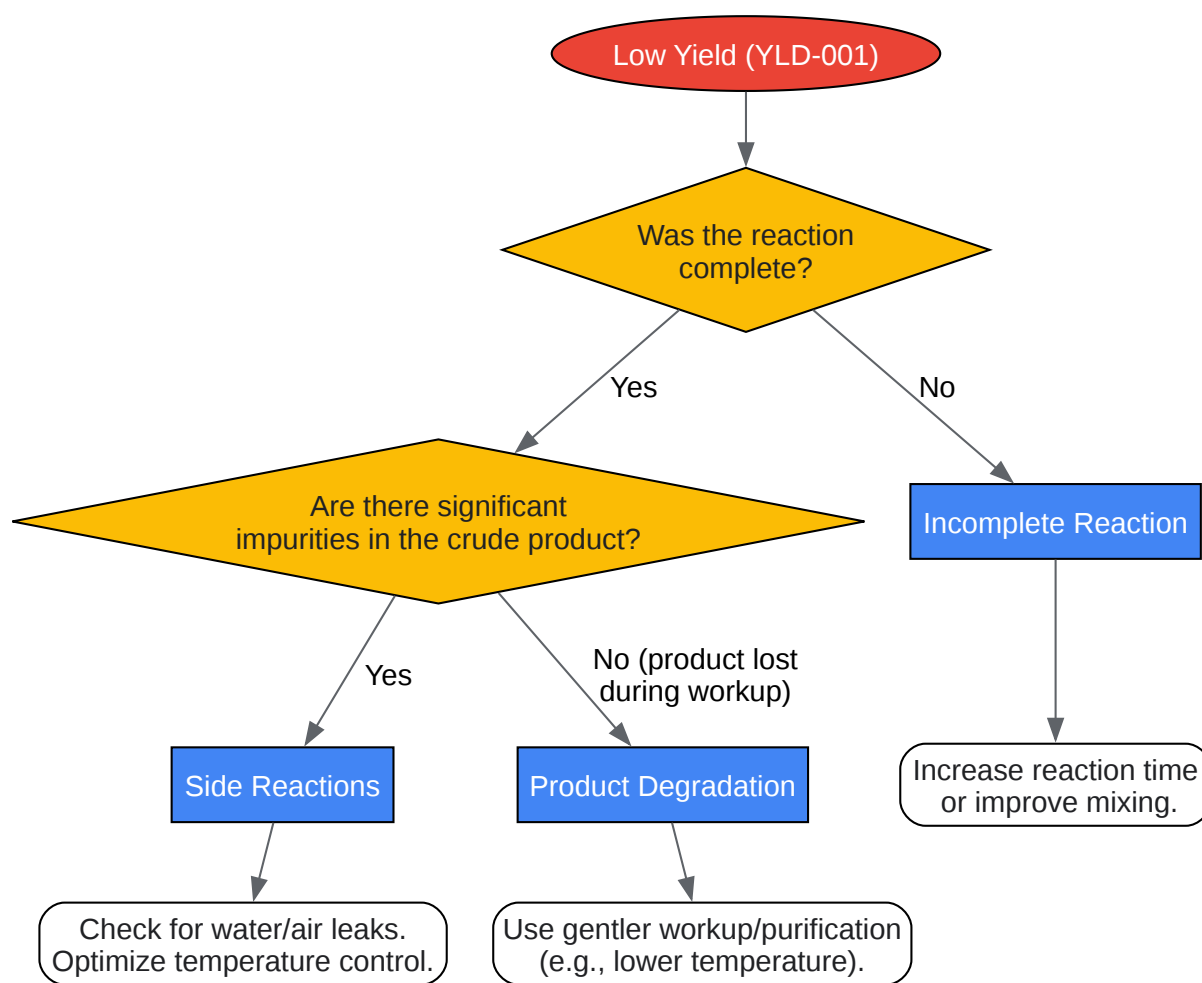 Low Yield (YLD-001)
Was the reaction
complete?
Yes
No
Are there significant
impurities in the crude product?
Incomplete Reaction
Yes
No (product lost
during workup)
Side Reactions
Product Degradation
Increase reaction time
or improve mixing.
Check for water/air leaks.
Optimize temperature control.
Use gentler workup/purification
(e.g., lower temperature).